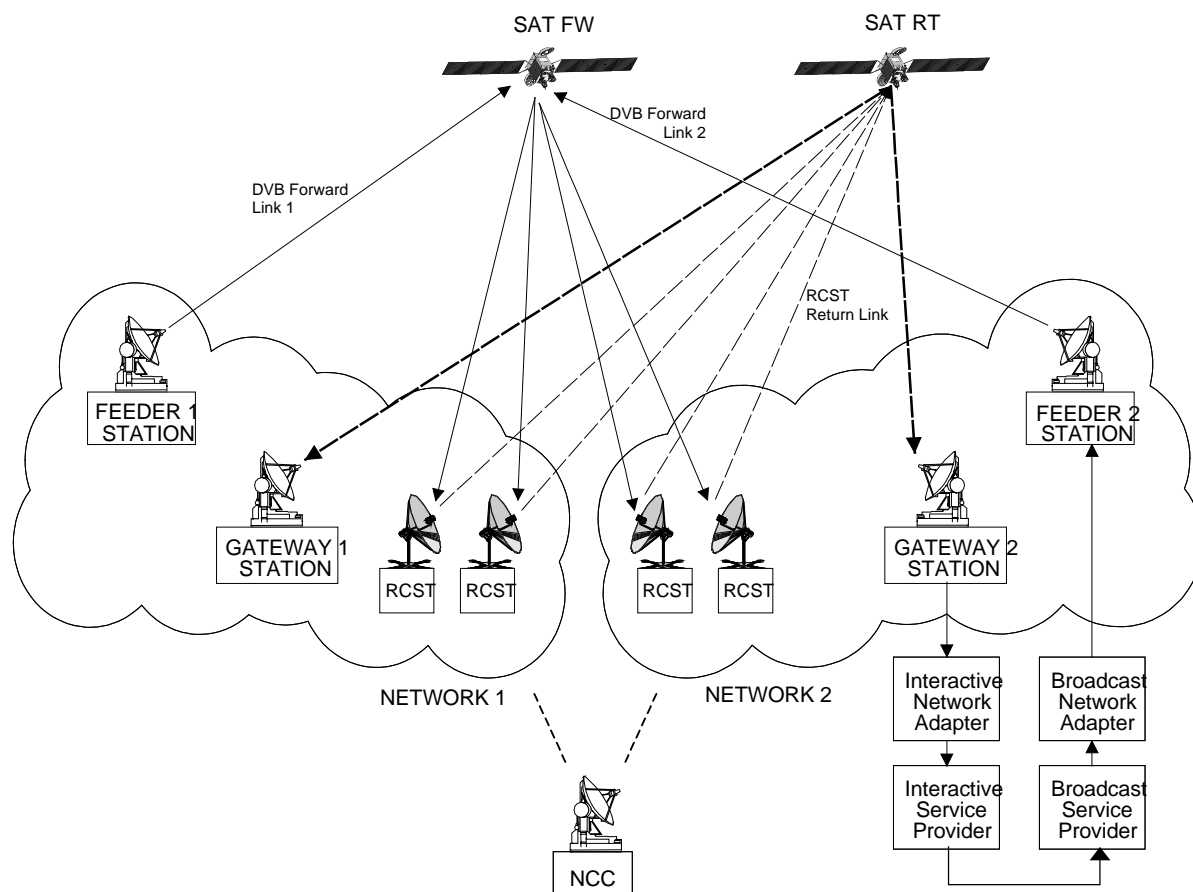 SAT FW
SAT RT
DVB Forward
Link 2
DVB Forward
Link 1
RCST
Return Link
FEEDER 1
STATION
FEEDER 2
STATION
GATEWAY 1
STATION
GATEWAY 2
STATION
RCST
RCST
RCST
RCST
NETWORK 1
NETWORK 2
Interactive
Network
Adapter
Broadcast
Network
Adapter
Interactive
Service
Provider
Broadcast
Service
Provider
NCC